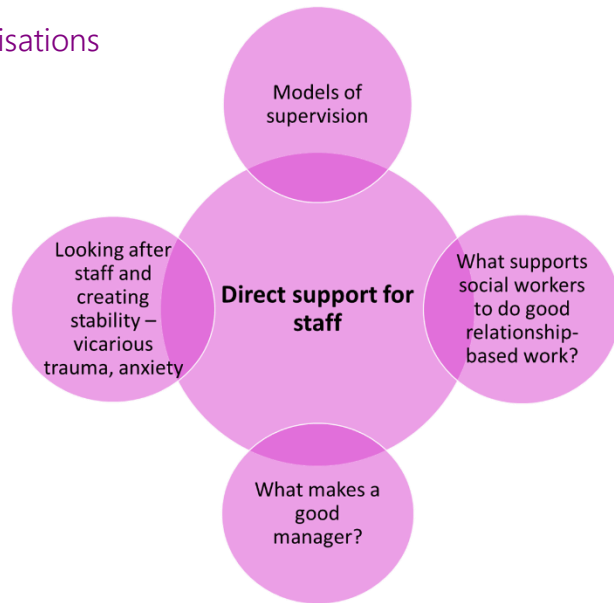 isations
Models of
supervision
Looking after
staff and
creating
stability –
vicarious
trauma, anxiety
Direct support for
staff
What supports
social workers
to do good
relationship-
based work?
What makes a
good
manager?